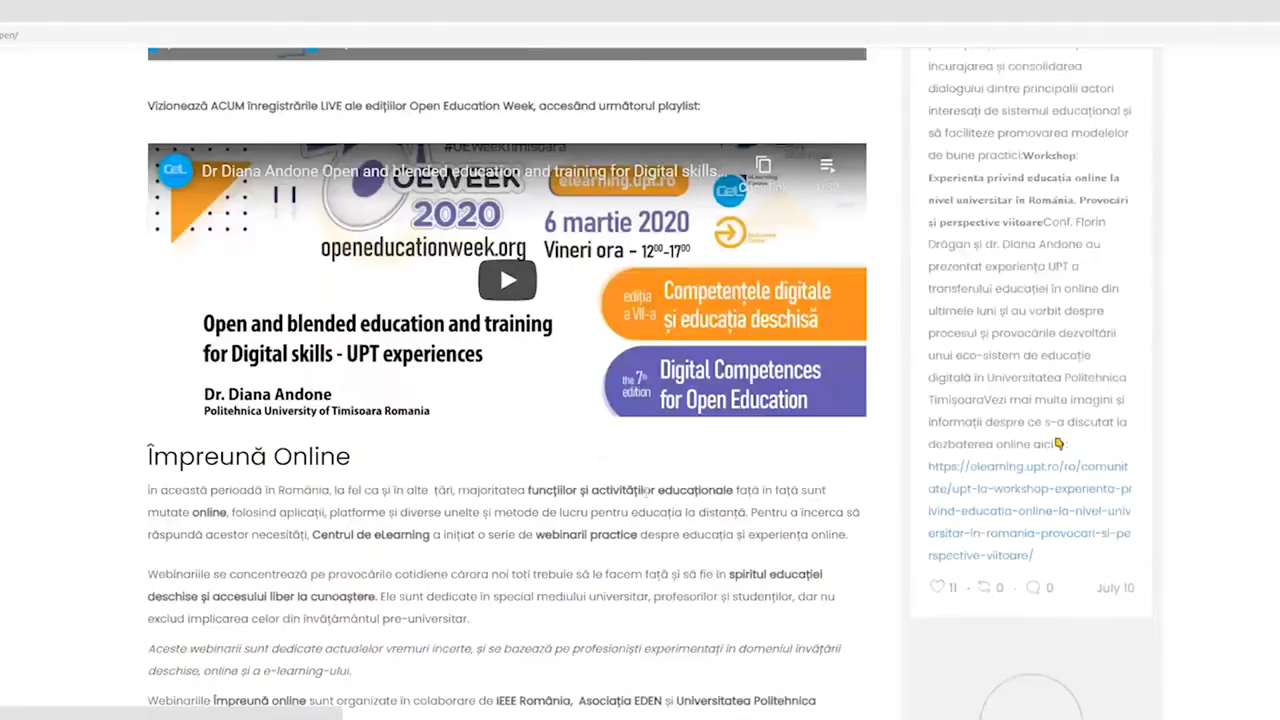 pen/
Vizionează ACUM înregistrările LIVE ale edițiilor Open Education Week, accesând următorul playlist:
#OEWeekTimisoara
Dr Diana Andone Open and blended education and training for Digital skills...
Copy link
1/32
OEWEEK
2020
openeducationweek.org
elearning.upt.ro
6 martie 2020
Vineri ora - 12⁰⁰-17⁰⁰
CeL
CeL
Open and blended education and training
for Digital skills - UPT experiences
Dr. Diana Andone
Politehnica University of Timisoara Romania
ediția
a VII-a
Competențele digitale
și educația deschisă
the 7th
edition
Digital Competences
for Open Education
Împreună Online
În această perioadă în România, la fel ca și în alte țări, majoritatea funcțiilor și activităților educaționale față în față sunt
mutate online, folosind aplicații, platforme și diverse unelte și metode de lucru pentru educația la distanță. Pentru a încerca să
răspundă acestor necesități, Centrul de eLearning a inițiat o serie de webinarii practice despre educația și experiența online.
Webinariile se concentrează pe provocările cotidiene cărora noi toți trebuie să le facem față și să fie în spiritul educației
deschise și accesului liber la cunoaștere. Ele sunt dedicate în special mediului universitar, profesorilor și studenților, dar nu
exclud implicarea celor din învățământul pre-universitar.
Aceste webinarii sunt dedicate actualelor vremuri incerte, și se bazează pe profesioniști experimentați în domeniul învățării
deschise, online și a e-learning-ului.
Webinariile Împreună online sunt organizate în colaborare de IEEE România, Asociația EDEN și Universitatea Politehnica
încurajarea și consolidarea
dialogului dintre principalii actori
interesați de sistemul educațional și
să faciliteze promovarea modelelor
de bune practici.Workshop:
Experienta privind educația online la
nivel universitar în România. Provocări
și perspective viitoareConf. Florin
Drăgan și dr. Diana Andone au
prezentat experiența UPT a
transferului educației în online din
ultimele luni și au vorbit despre
procesul și provocările dezvoltării
unui eco-sistem de educație
digitală în Universitatea Politehnica
TimișoaraVezi mai multe imagini și
informații despre ce s-a discutat la
dezbaterea online aici👇:
https://elearning.upt.ro/ro/comunit
ate/upt-la-workshop-experienta-pr
ivind-educatia-online-la-nivel-univ
ersitar-in-romania-provocari-si-pe
rspective-viitoare/
11 · 0 · 0 July 10